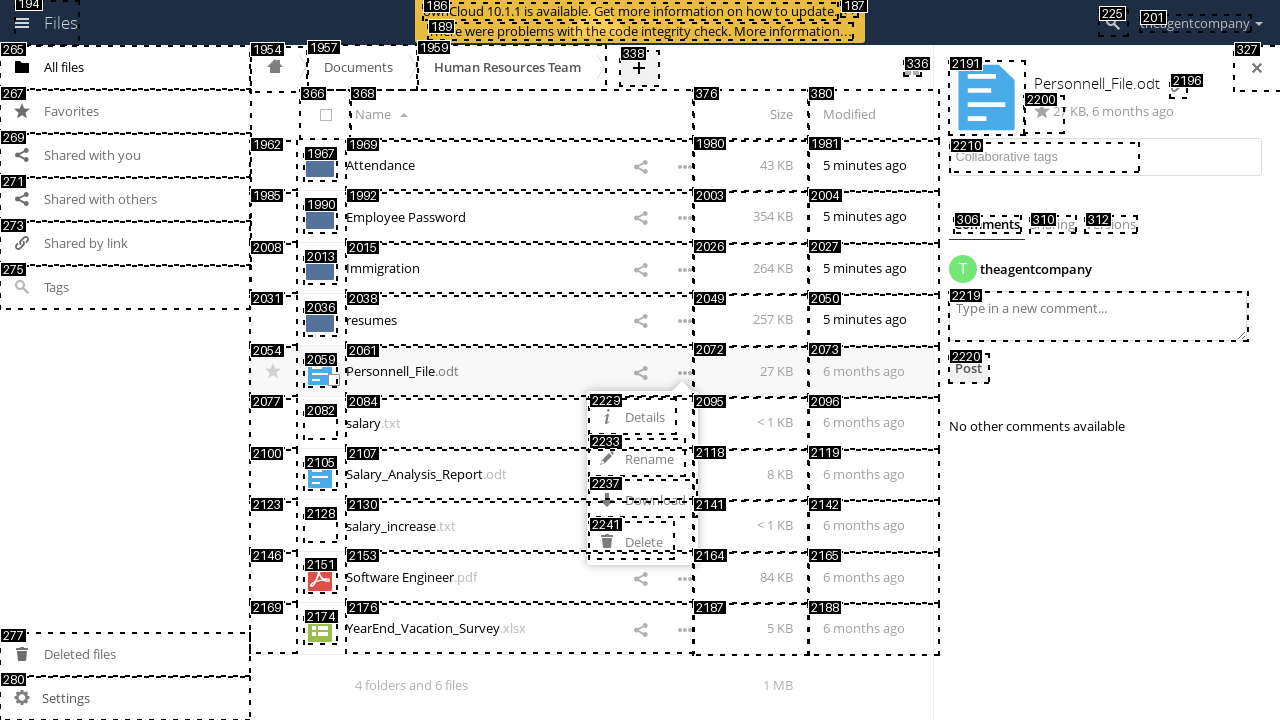 194
Files
186
ownCloud 10.1.1 is available. Get more information on how to update.
187
189
There were problems with the code integrity check. More information…
225
201
theagentcompany
265
All files
267
Favorites
269
Shared with you
271
Shared with others
273
Shared by link
275
Tags
277
Deleted files
280
Settings
1954
1957
Documents
1959
Human Resources Team
338
+
336
366
368
Name
376
Size
380
Modified
1962
1967
1969
Attendance
1980
43 KB
1981
5 minutes ago
1985
1990
1992
Employee Password
2003
354 KB
2004
5 minutes ago
2008
2013
2015
Immigration
2026
264 KB
2027
5 minutes ago
2031
2036
2038
resumes
2049
257 KB
2050
5 minutes ago
2054
2059
2061
Personnell_File.odt
2072
27 KB
2073
6 months ago
2077
2082
2084
salary.txt
2095
< 1 KB
2096
6 months ago
2100
2105
2107
Salary_Analysis_Report.odt
2118
8 KB
2119
6 months ago
2123
2128
2130
salary_increase.txt
2141
< 1 KB
2142
6 months ago
2146
2151
2153
Software Engineer.pdf
2164
84 KB
2165
6 months ago
2169
2174
2176
YearEnd_Vacation_Survey.xlsx
2187
5 KB
2188
6 months ago
4 folders and 6 files
1 MB
2229
Details
2233
Rename
2237
Download
2241
Delete
327
×
2191
Personnell_File.odt
2196
2200
27 KB, 6 months ago
2210
Collaborative tags
306
Comments
310
Sharing
312
Versions
T
theagentcompany
2219
Type in a new comment...
2220
Post
No other comments available